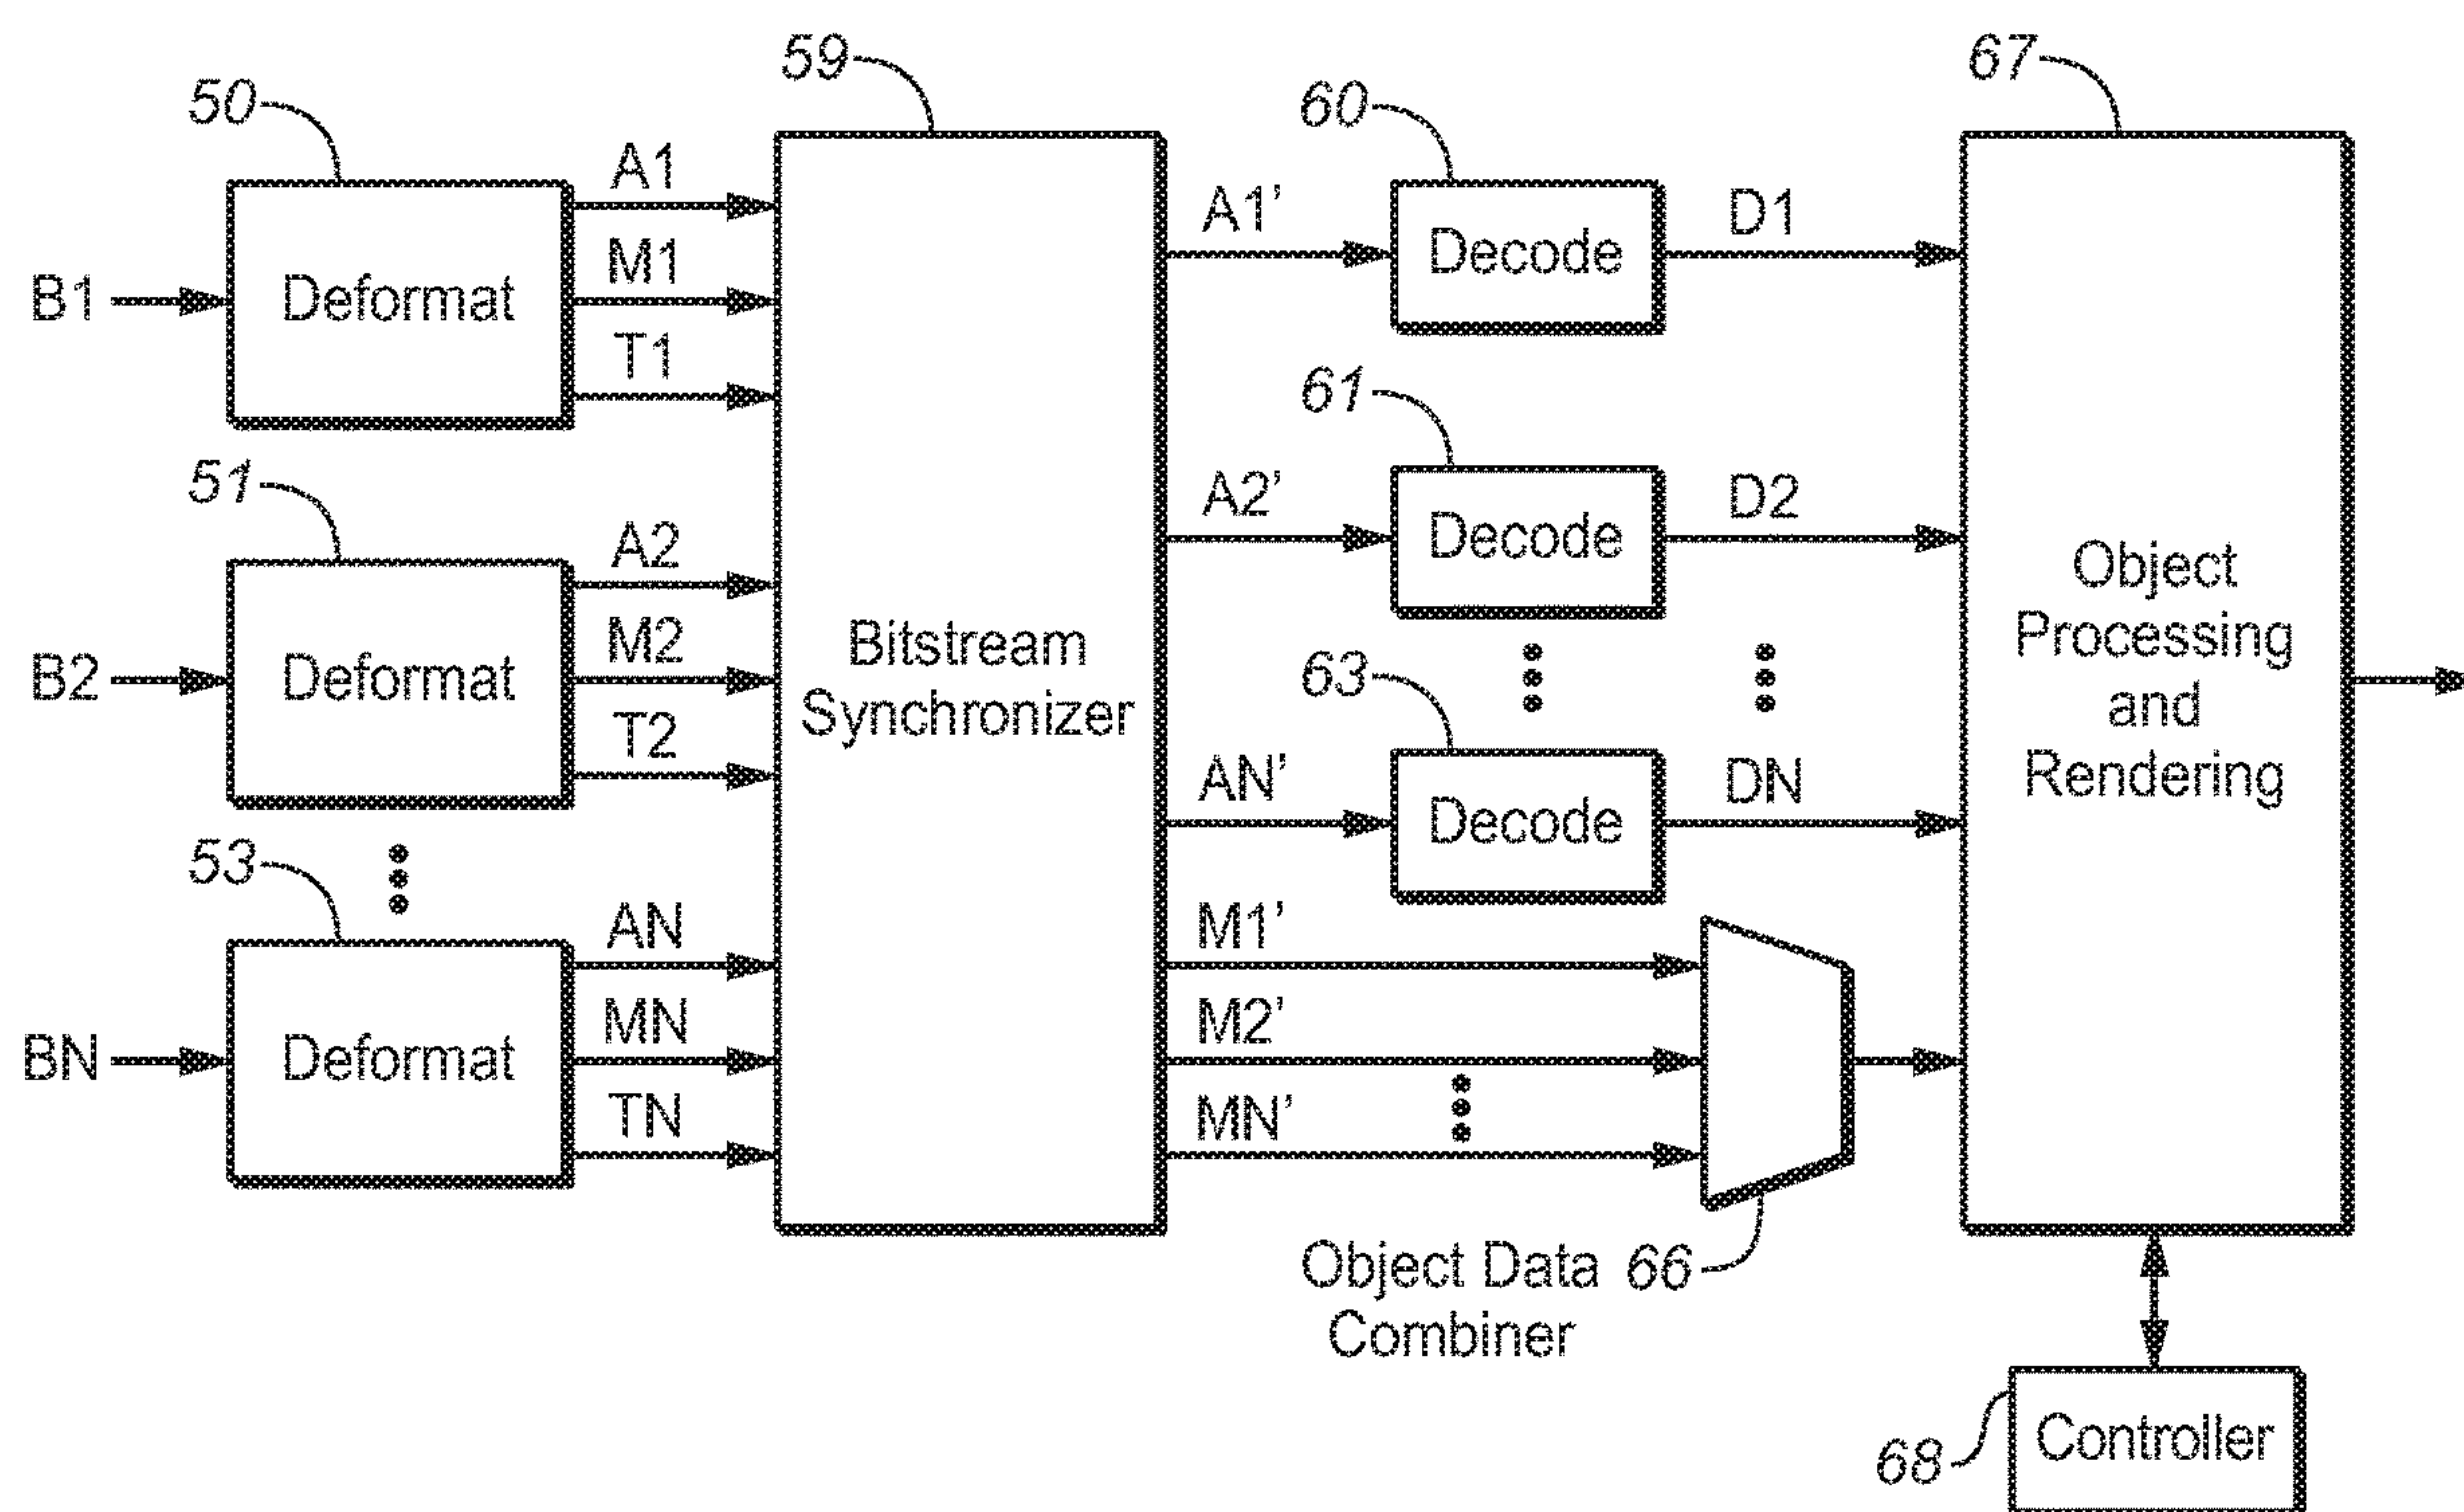 59
67
50
60
A1
A1'
D1
Decode
M1
B1
Deformat
T1
61
51
A2'
D2
Decode
A2
Object
Processing
and
Rendering
M2
Bitstream
Synchronizer
B2
Deformat
63
T2
AN'
DN
Decode
53
AN
M1'
MN
M2'
BN
Deformat
TN
MN'
Object Data
Combiner
66
Controller
68